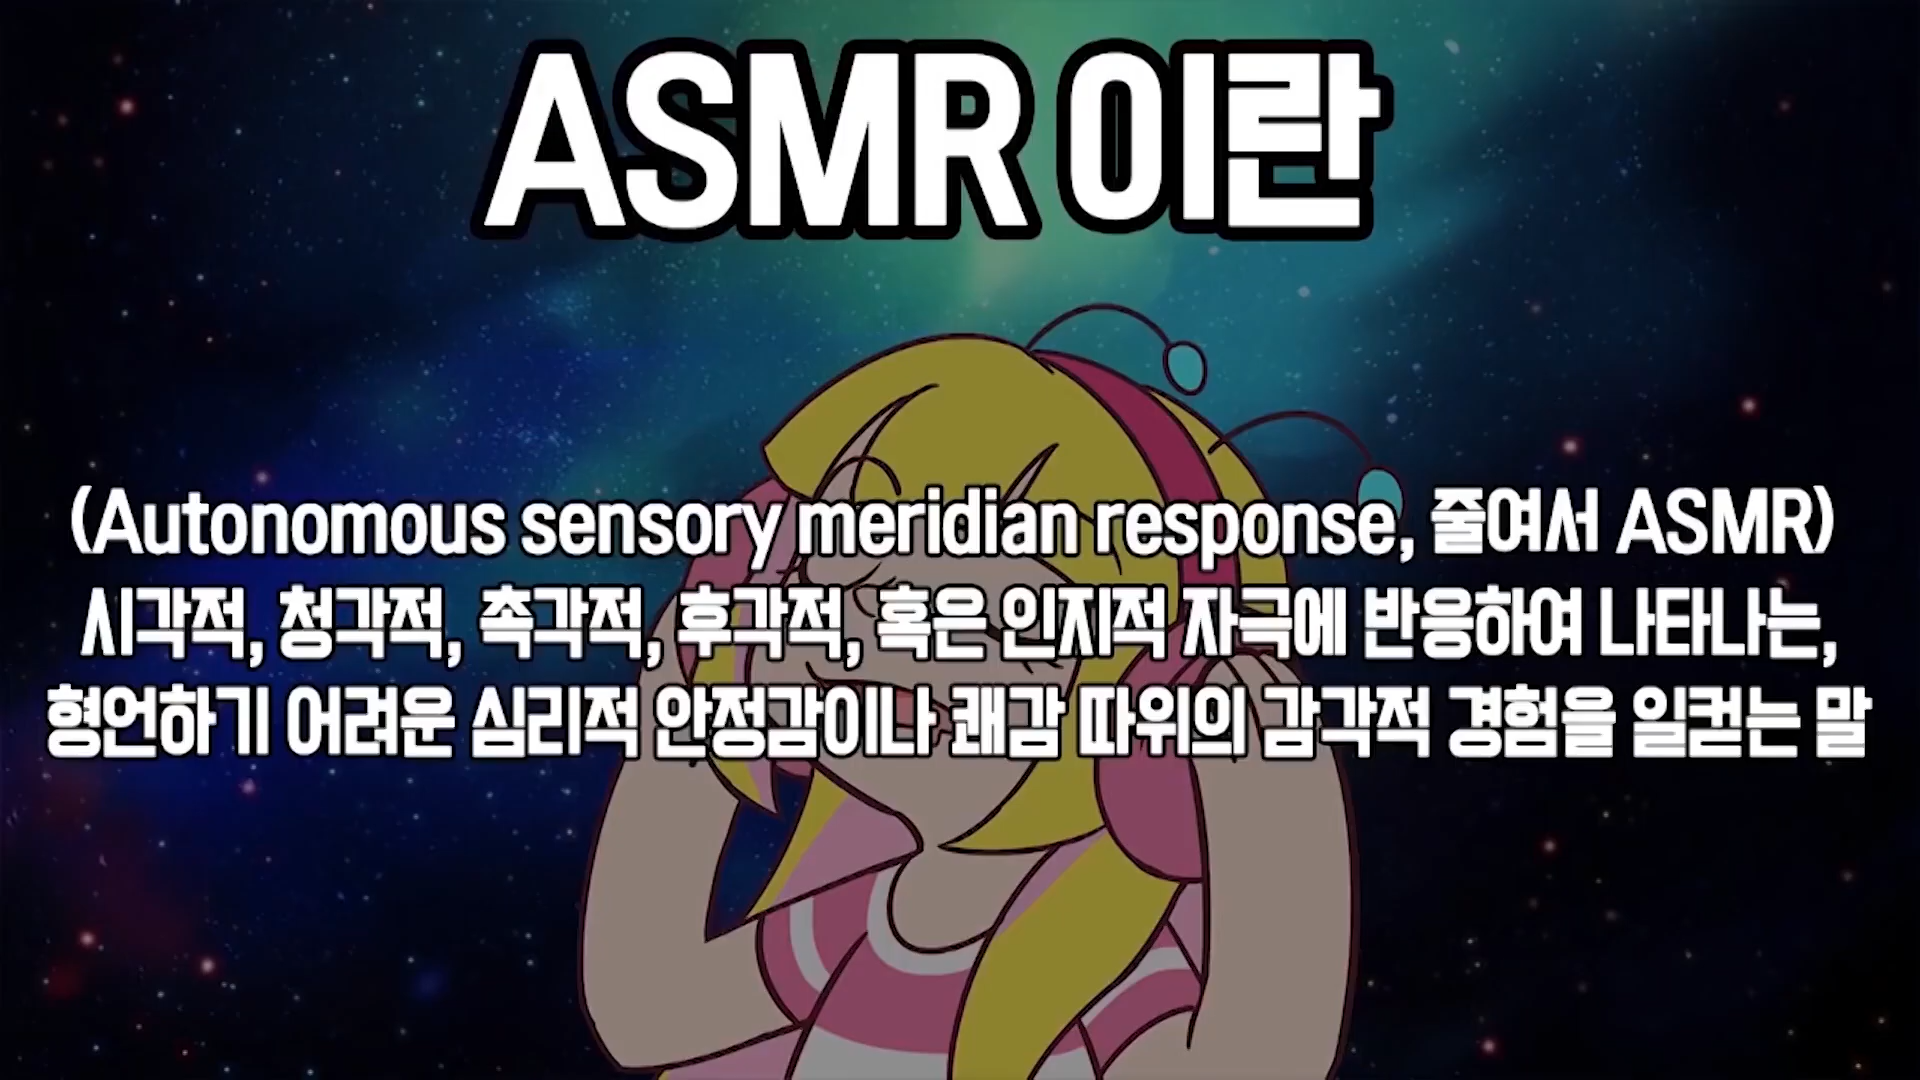 ASMR 이란
(Autonomous sensory meridian response, 줄여서 ASMR)
시각적, 청각적, 촉각적, 후각적, 혹은 인지적 자극에 반응하여 나타나는,
형언하기 어려운 심리적 안정감이나 쾌감 따위의 감각적 경험을 일컫는 말